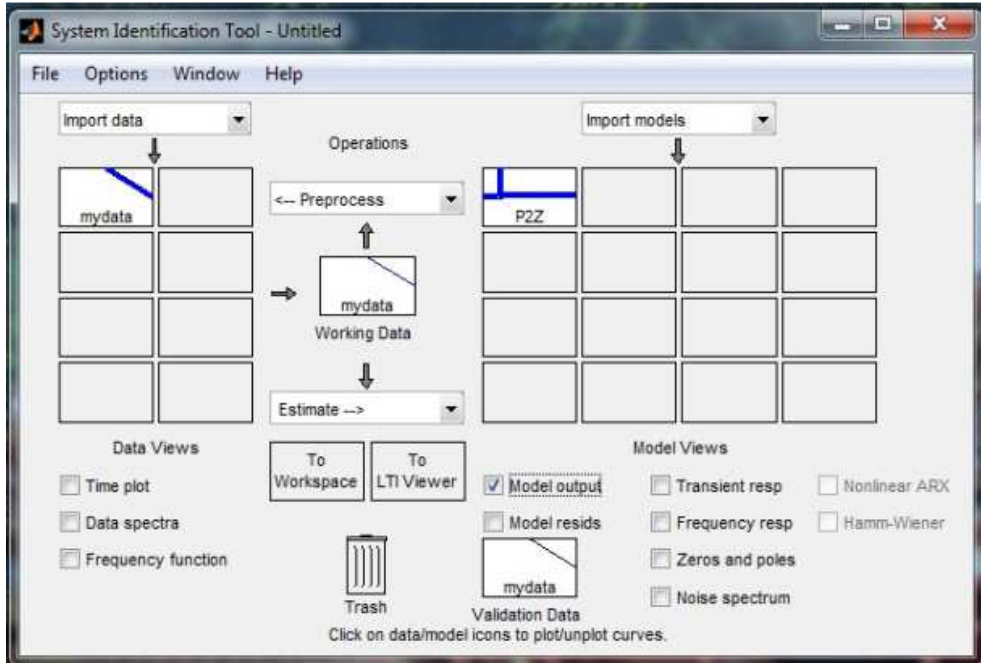 System Identification Tool - Untitled
File Options Window Help
Import data
Import models
Operations
mydata
<-- Preprocess
P2Z
mydata
Working Data
Estimate -->
Data Views
Model Views
To Workspace
To LTI Viewer
Time plot
Data spectra
Frequency function
Model output
Transient resp
Nonlinear ARX
Model resids
Frequency resp
Hamm-Wiener
Zeros and poles
Noise spectrum
Trash
mydata
Validation Data
Click on data/model icons to plot/unplot curves.